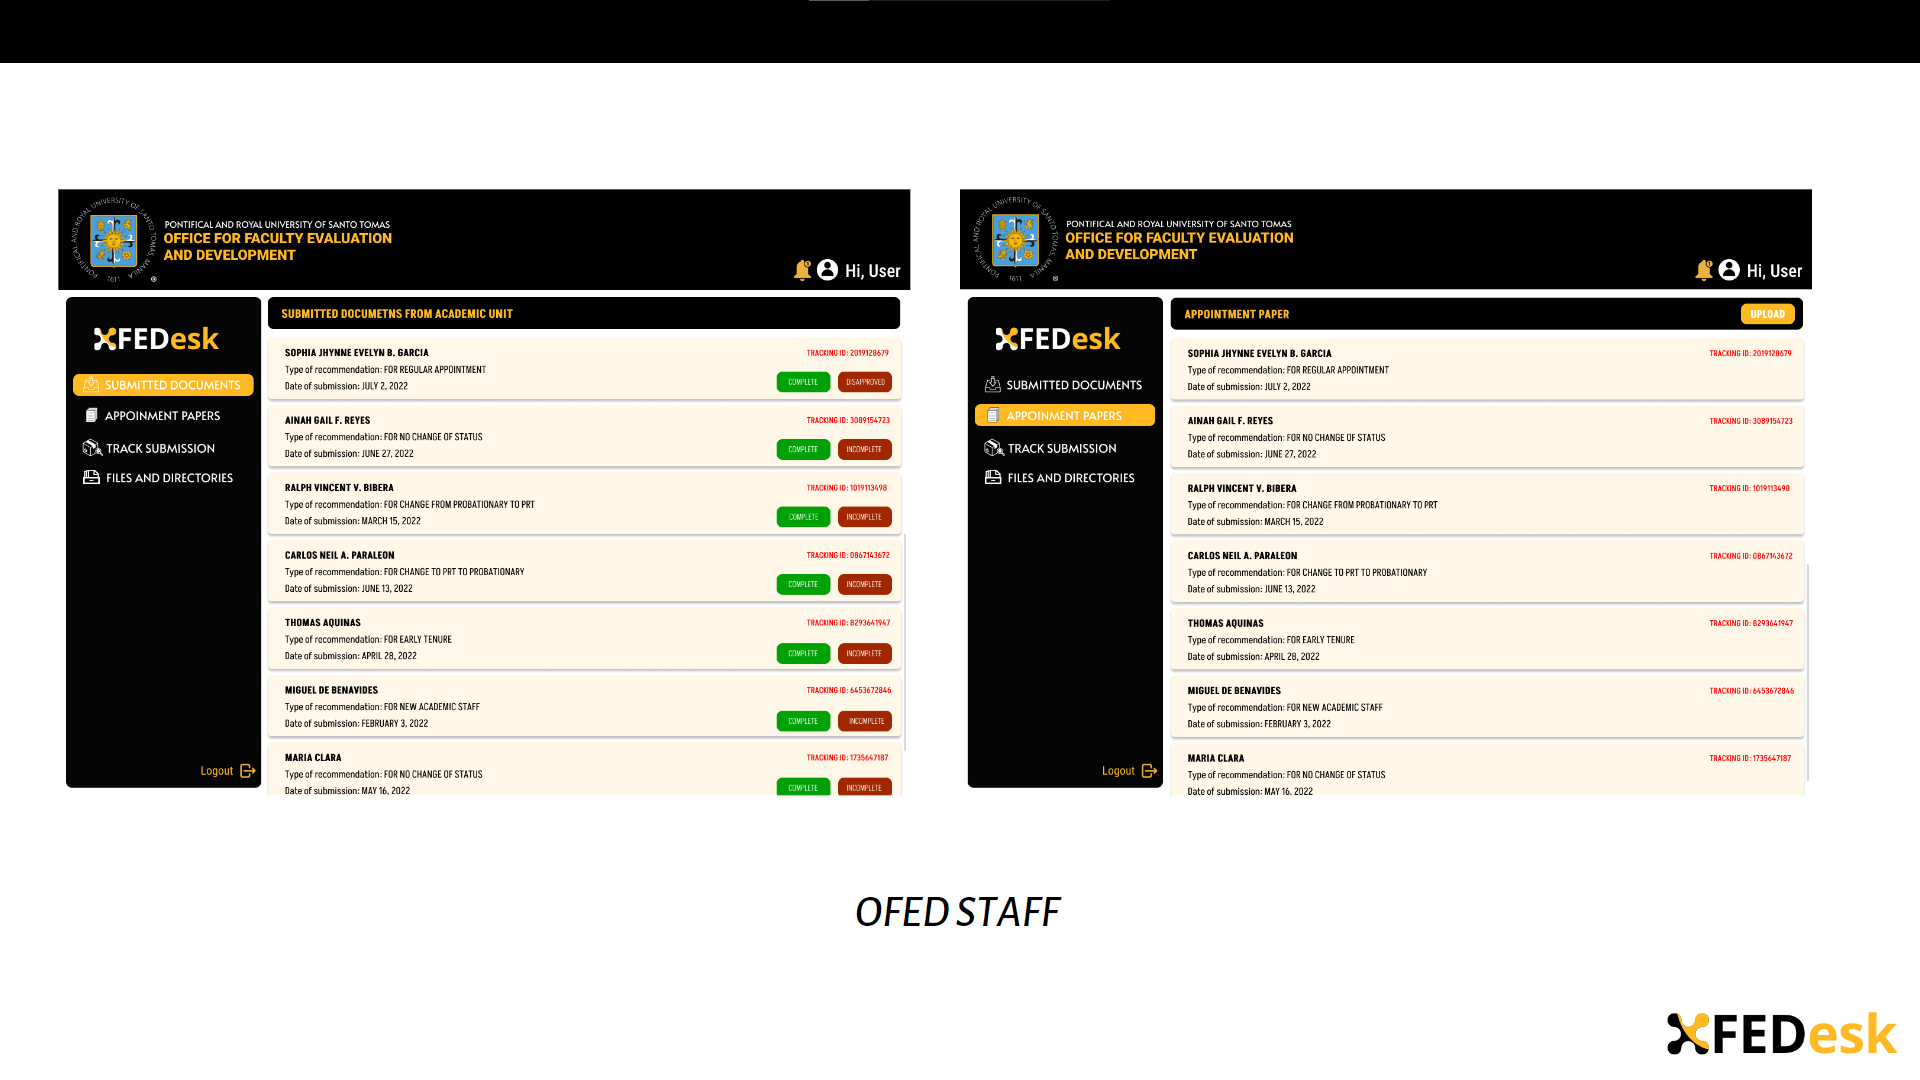 PONTIFICAL AND ROYAL UNIVERSITY OF SANTO TOMAS
OFFICE FOR FACULTY EVALUATION
AND DEVELOPMENT
PONTIFICAL AND ROYAL UNIVERSITY OF SANTO TOMAS, MANILA
1611
Hi, User
FEDesk
SUBMITTED DOCUMENTS
APPOINMENT PAPERS
TRACK SUBMISSION
FILES AND DIRECTORIES
Logout
SUBMITTED DOCUMETNS FROM ACADEMIC UNIT
SOPHIA JHYNNE EVELYN B. GARCIA
TRACKING ID: 2019128679
Type of recommendation: FOR REGULAR APPOINTMENT
Date of submission: JULY 2, 2022
COMPLETE
DISAPPROVED
AINAH GAIL F. REYES
TRACKING ID: 3089154723
Type of recommendation: FOR NO CHANGE OF STATUS
Date of submission: JUNE 27, 2022
COMPLETE
INCOMPLETE
RALPH VINCENT V. BIBERA
TRACKING ID: 1019113498
Type of recommendation: FOR CHANGE FROM PROBATIONARY TO PRT
Date of submission: MARCH 15, 2022
COMPLETE
INCOMPLETE
CARLOS NEIL A. PARALEON
TRACKING ID: 0867143672
Type of recommendation: FOR CHANGE TO PRT TO PROBATIONARY
Date of submission: JUNE 13, 2022
COMPLETE
INCOMPLETE
THOMAS AQUINAS
TRACKING ID: 8293641947
Type of recommendation: FOR EARLY TENURE
Date of submission: APRIL 28, 2022
COMPLETE
INCOMPLETE
MIGUEL DE BENAVIDES
TRACKING ID: 6453672846
Type of recommendation: FOR NEW ACADEMIC STAFF
Date of submission: FEBRUARY 3, 2022
COMPLETE
INCOMPLETE
MARIA CLARA
TRACKING ID: 1735647187
Type of recommendation: FOR NO CHANGE OF STATUS
Date of submission: MAY 16, 2022
COMPLETE
INCOMPLETE
PONTIFICAL AND ROYAL UNIVERSITY OF SANTO TOMAS
OFFICE FOR FACULTY EVALUATION
AND DEVELOPMENT
PONTIFICAL AND ROYAL UNIVERSITY OF SANTO TOMAS, MANILA
1611
Hi, User
FEDesk
SUBMITTED DOCUMENTS
APPOINMENT PAPERS
TRACK SUBMISSION
FILES AND DIRECTORIES
Logout
APPOINTMENT PAPER
UPLOAD
SOPHIA JHYNNE EVELYN B. GARCIA
TRACKING ID: 2019128679
Type of recommendation: FOR REGULAR APPOINTMENT
Date of submission: JULY 2, 2022
AINAH GAIL F. REYES
TRACKING ID: 3089154723
Type of recommendation: FOR NO CHANGE OF STATUS
Date of submission: JUNE 27, 2022
RALPH VINCENT V. BIBERA
TRACKING ID: 1019113498
Type of recommendation: FOR CHANGE FROM PROBATIONARY TO PRT
Date of submission: MARCH 15, 2022
CARLOS NEIL A. PARALEON
TRACKING ID: 0867143672
Type of recommendation: FOR CHANGE TO PRT TO PROBATIONARY
Date of submission: JUNE 13, 2022
THOMAS AQUINAS
TRACKING ID: 8293641947
Type of recommendation: FOR EARLY TENURE
Date of submission: APRIL 28, 2022
MIGUEL DE BENAVIDES
TRACKING ID: 6453672846
Type of recommendation: FOR NEW ACADEMIC STAFF
Date of submission: FEBRUARY 3, 2022
MARIA CLARA
TRACKING ID: 1735647187
Type of recommendation: FOR NO CHANGE OF STATUS
Date of submission: MAY 16, 2022
OFED STAFF
FEDesk